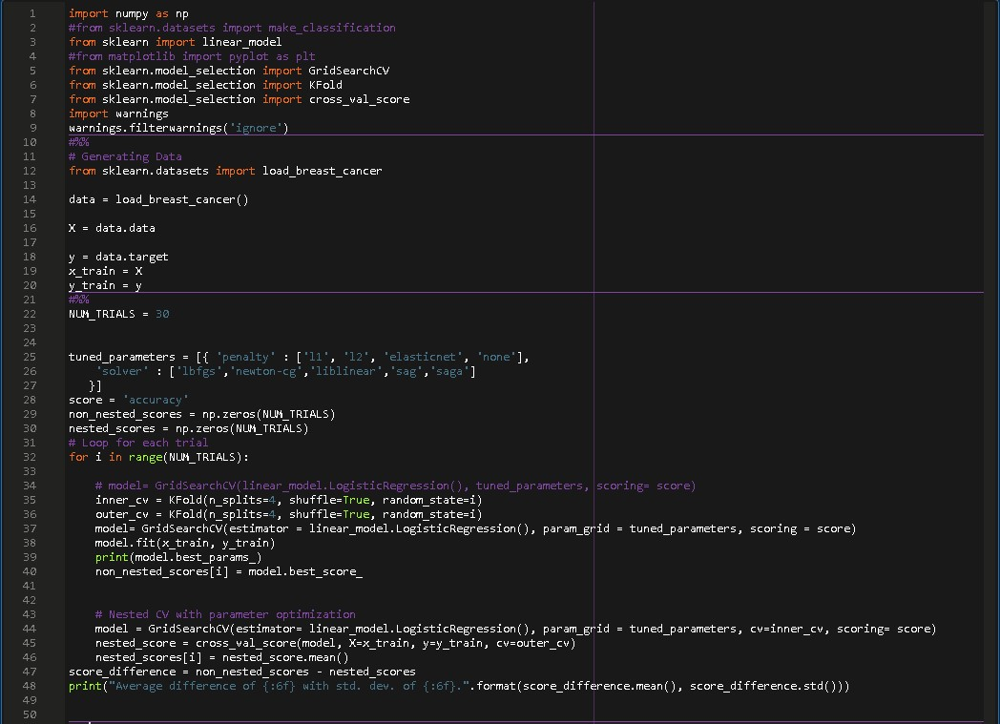 1 import numpy as np
2 #from sklearn.datasets import make_classification
3 from sklearn import linear_model
4 #from matplotlib import pyplot as plt
5 from sklearn.model_selection import GridSearchCV
6 from sklearn.model_selection import KFold
7 from sklearn.model_selection import cross_val_score
8 import warnings
9 warnings.filterwarnings('ignore')
10 #%%
11 # Generating Data
12 from sklearn.datasets import load_breast_cancer
13
14 data = load_breast_cancer()
15
16 X = data.data
17
18 y = data.target
19 x_train = X
20 y_train = y
21 #%%
22 NUM_TRIALS = 30
23
24
25 tuned_parameters = [{ 'penalty' : ['l1', 'l2', 'elasticnet', 'none'],
26     'solver' : ['lbfgs','newton-cg','liblinear','sag','saga']
27    }]
28 score = 'accuracy'
29 non_nested_scores = np.zeros(NUM_TRIALS)
30 nested_scores = np.zeros(NUM_TRIALS)
31 # Loop for each trial
32 for i in range(NUM_TRIALS):
33
34     # model= GridSearchCV(linear_model.LogisticRegression(), tuned_parameters, scoring= score)
35     inner_cv = KFold(n_splits=4, shuffle=True, random_state=i)
36     outer_cv = KFold(n_splits=4, shuffle=True, random_state=i)
37     model= GridSearchCV(estimator = linear_model.LogisticRegression(), param_grid = tuned_parameters, scoring = score)
38     model.fit(x_train, y_train)
39     print(model.best_params_)
40     non_nested_scores[i] = model.best_score_
41
42
43     # Nested CV with parameter optimization
44     model = GridSearchCV(estimator= linear_model.LogisticRegression(), param_grid = tuned_parameters, cv=inner_cv, scoring= score)
45     nested_score = cross_val_score(model, X=x_train, y=y_train, cv=outer_cv)
46     nested_scores[i] = nested_score.mean()
47 score_difference = non_nested_scores - nested_scores
48 print("Average difference of {:6f} with std. dev. of {:6f}.".format(score_difference.mean(), score_difference.std()))
49
50